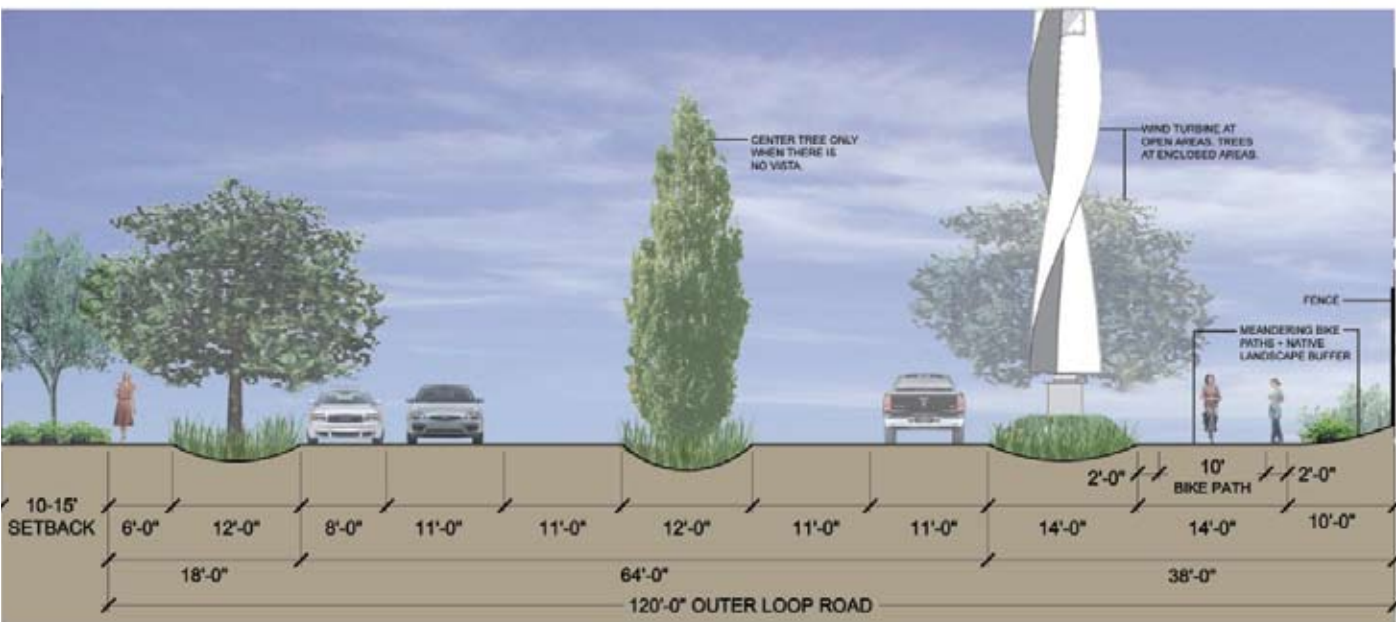 CENTER TREE ONLY
WHEN THERE IS
NO VISTA.
WIND TURBINE AT
OPEN AREAS. TREES
AT ENCLOSED AREAS.
FENCE
MEANDERING BIKE
PATHS + NATIVE
LANDSCAPE BUFFER
2'-0"
10'
BIKE PATH
2'-0"
10-15'
SETBACK
6'-0"
12'-0"
8'-0"
11'-0"
11'-0"
12'-0"
11'-0"
11'-0"
14'-0"
14'-0"
10'-0"
18'-0"
64'-0"
38'-0"
120'-0" OUTER LOOP ROAD